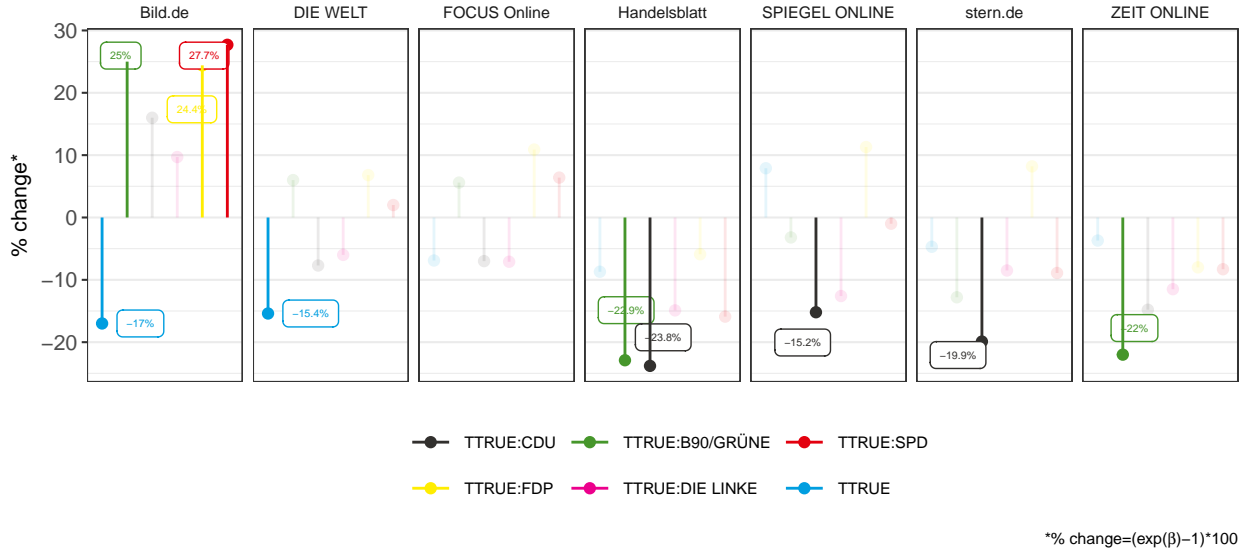 Bild.de DIE WELT FOCUS Online Handelsblatt SPIEGEL ONLINE stern.de ZEIT ONLINE
30
25% 27.7%
20
24.4%
10
% change*
0
−10
−17% −15.4% −22.9% −22%
−20
−23.8% −15.2% −19.9%
TTRUE:CDU TTRUE:B90/GRÜNE TTRUE:SPD
TTRUE:FDP TTRUE:DIE LINKE TTRUE
*% change=(exp(β)−1)*100